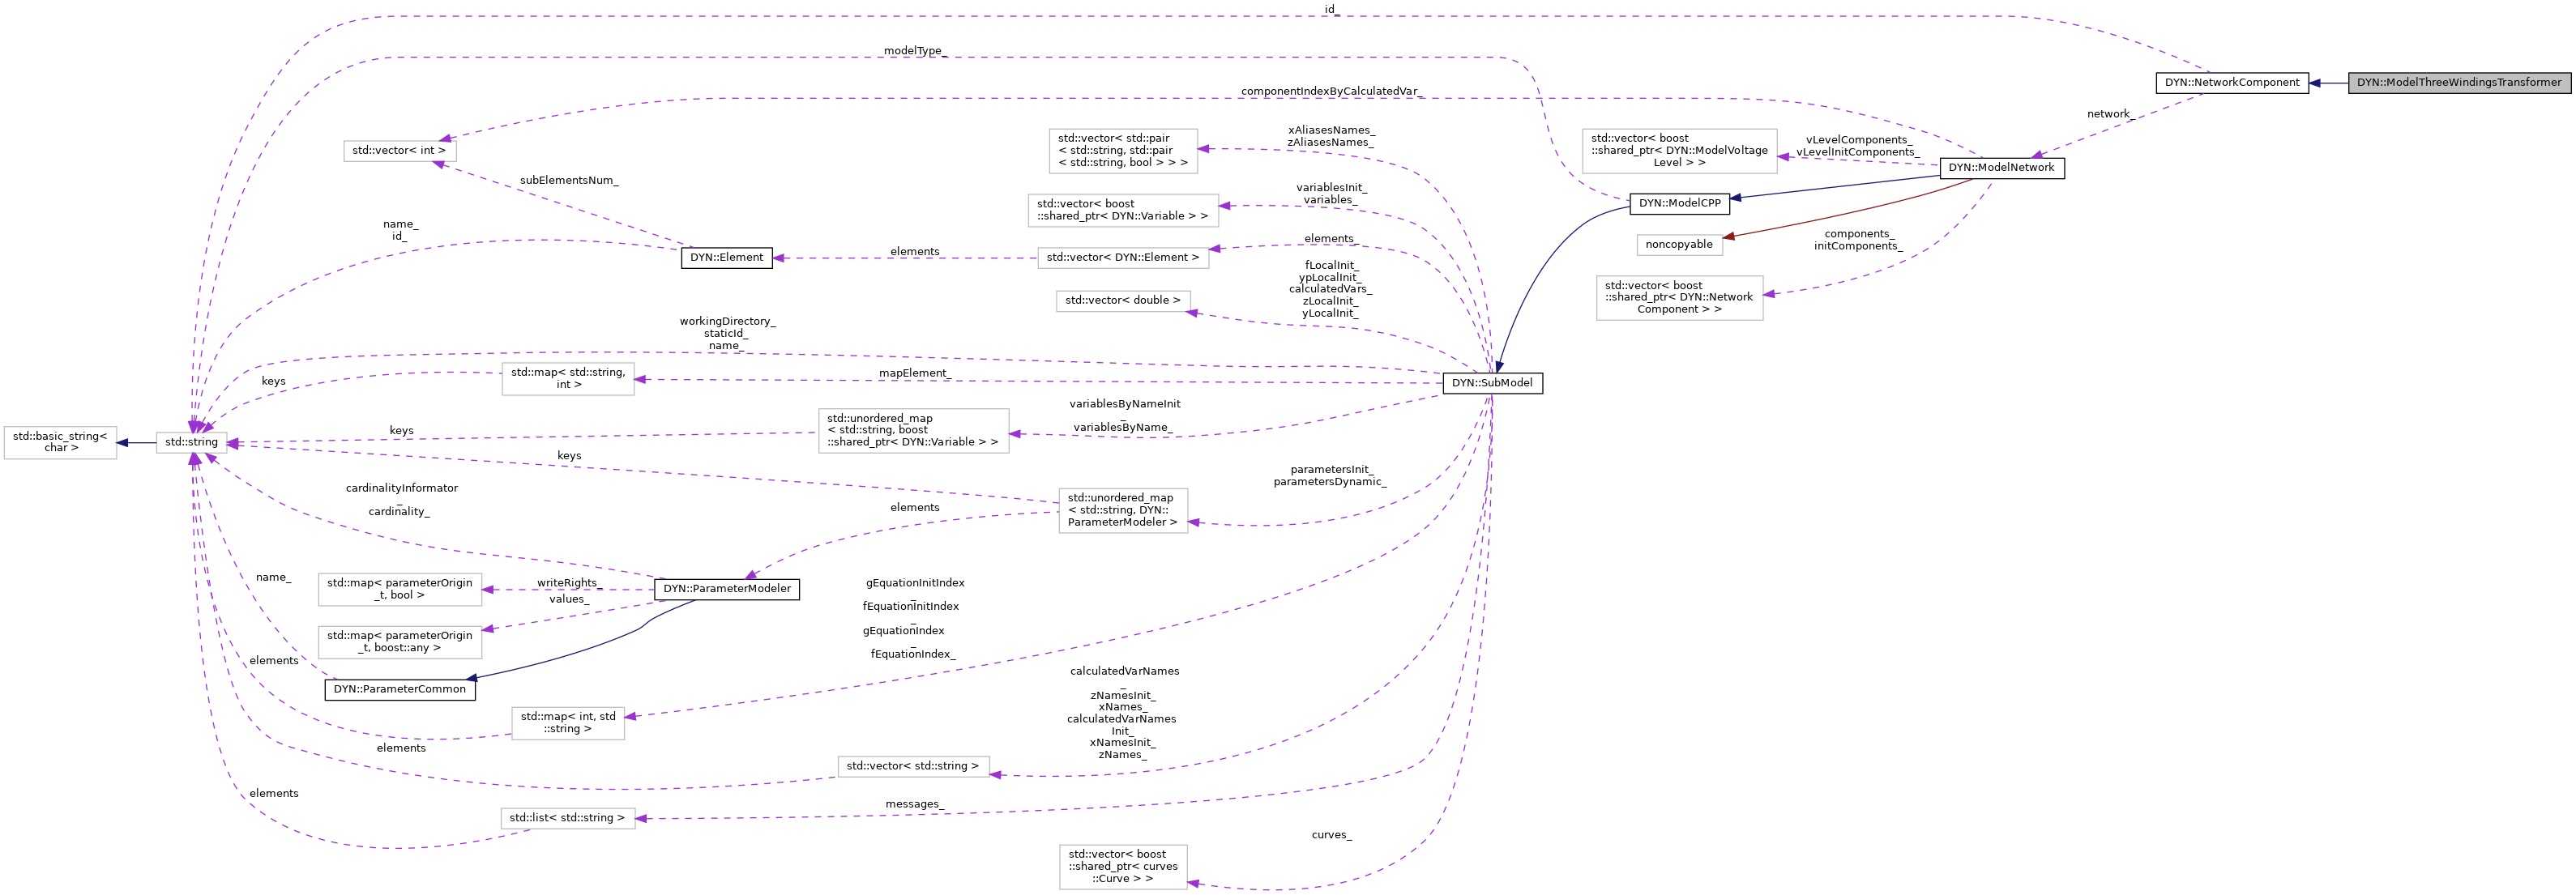 id_
modelType_
DYN::NetworkComponent
DYN::ModelThreeWindingsTransformer
componentIndexByCalculatedVar_
network_
std::vector< int >
std::vector< std::pair
< std::string, std::pair
< std::string, bool > > >
xAliasesNames_
zAliasesNames_
std::vector< boost
::shared_ptr< DYN::ModelVoltage
Level > >
vLevelComponents_
vLevelInitComponents_
DYN::ModelNetwork
subElementsNum_
std::vector< boost
::shared_ptr< DYN::Variable > >
variablesInit_
variables_
DYN::ModelCPP
name_
id_
DYN::Element
elements
std::vector< DYN::Element >
elements_
noncopyable
components_
initComponents_
std::vector< double >
fLocalInit_
ypLocalInit_
calculatedVars_
zLocalInit_
yLocalInit_
std::vector< boost
::shared_ptr< DYN::Network
Component > >
workingDirectory_
staticId_
name_
keys
std::map< std::string,
int >
mapElement_
DYN::SubModel
std::basic_string<
char >
std::string
keys
std::unordered_map
< std::string, boost
::shared_ptr< DYN::Variable > >
variablesByNameInit
_
variablesByName_
keys
cardinalityInformator
_
cardinality_
elements
std::unordered_map
< std::string, DYN::
ParameterModeler >
parametersInit_
parametersDynamic_
name_
std::map< parameterOrigin
_t, bool >
writeRights_
values_
DYN::ParameterModeler
gEquationInitIndex
_
fEquationInitIndex
_
gEquationIndex
_
fEquationIndex_
std::map< parameterOrigin
_t, boost::any >
elements
DYN::ParameterCommon
std::map< int, std
::string >
calculatedVarNames
_
zNamesInit_
xNames_
calculatedVarNames
Init_
xNamesInit_
zNames_
elements
std::vector< std::string >
elements
std::list< std::string >
messages_
curves_
std::vector< boost
::shared_ptr< curves
::Curve > >